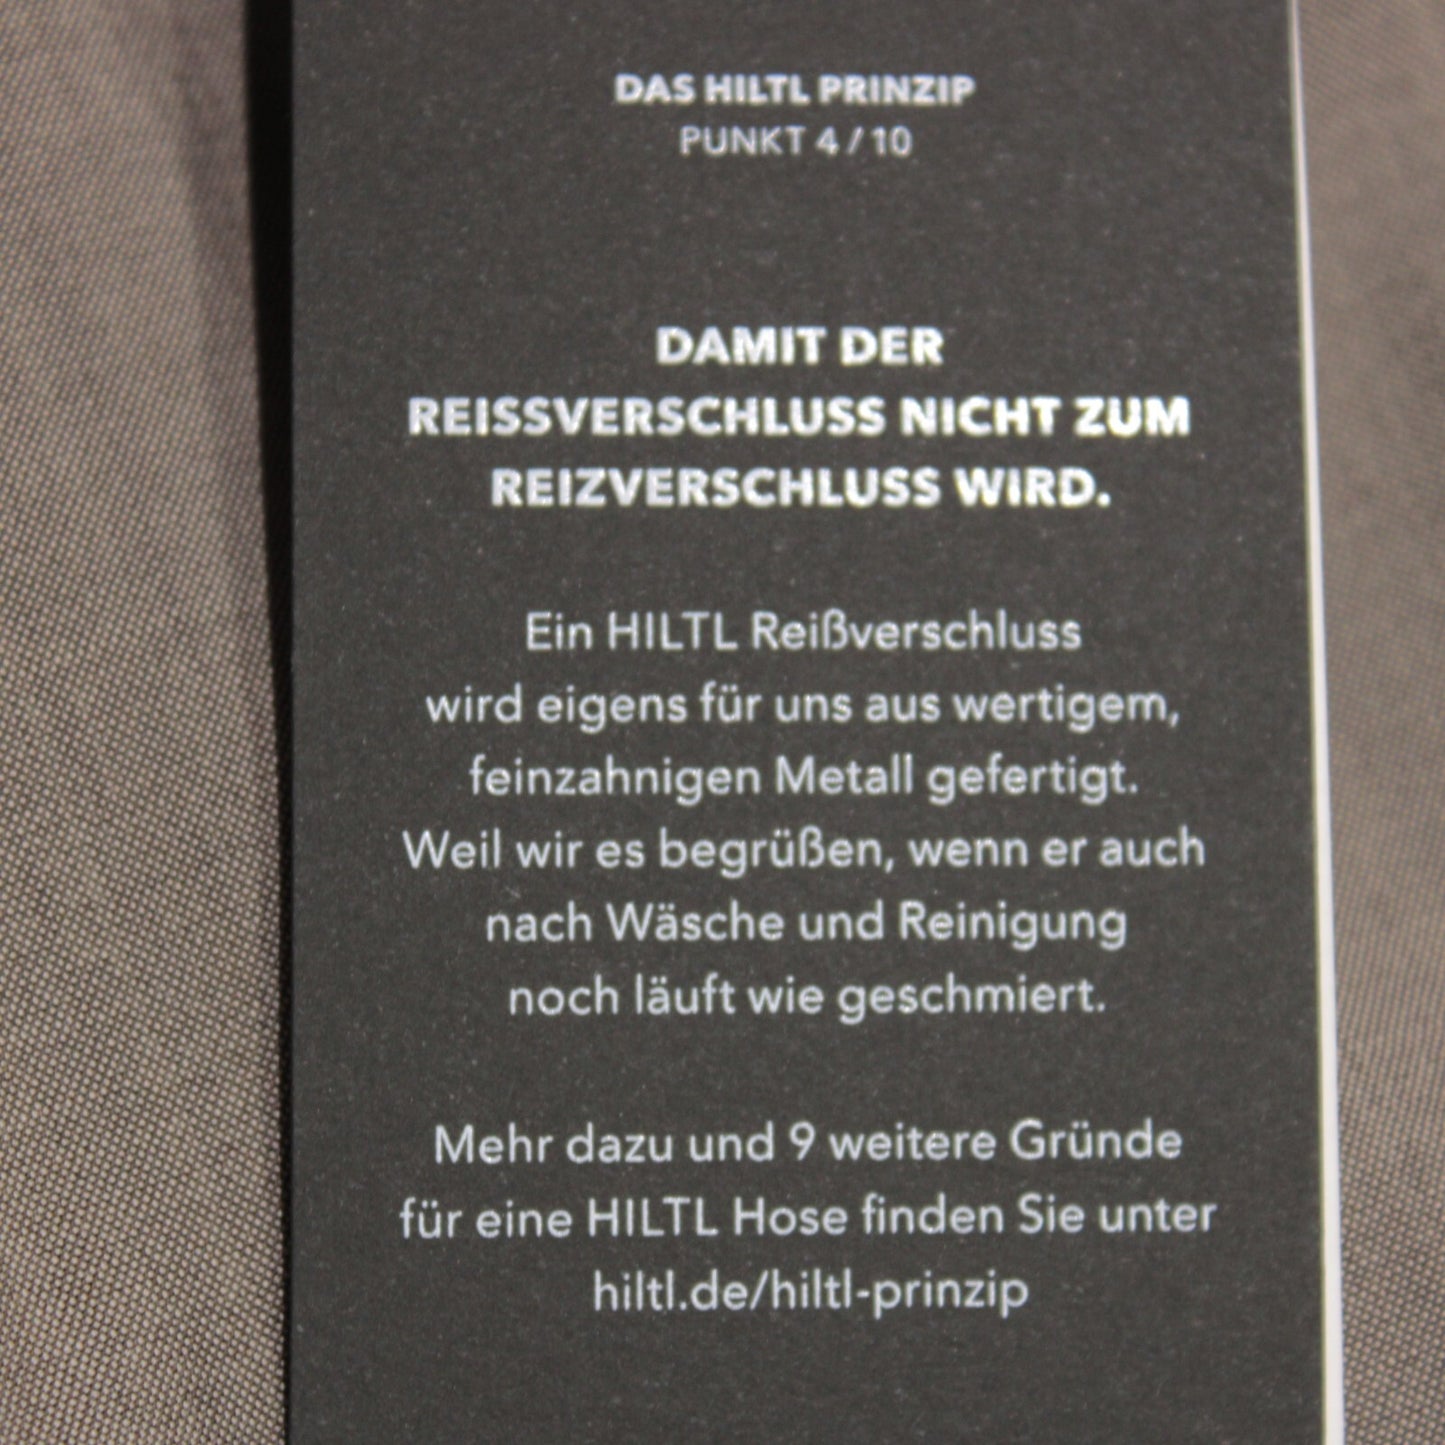 DAS HILTL PRINZIP
PUNKT 4 / 10
DAMIT DER
REISSVERSCHLUSS NICHT ZUM
REIZVERSCHLUSS WIRD.
Ein HILTL Reißverschluss
wird eigens für uns aus wertigem,
feinzahnigen Metall gefertigt.
Weil wir es begrüßen, wenn er auch
nach Wäsche und Reinigung
noch läuft wie geschmiert.
Mehr dazu und 9 weitere Gründe
für eine HILTL Hose finden Sie unter
hiltl.de/hiltl-prinzip